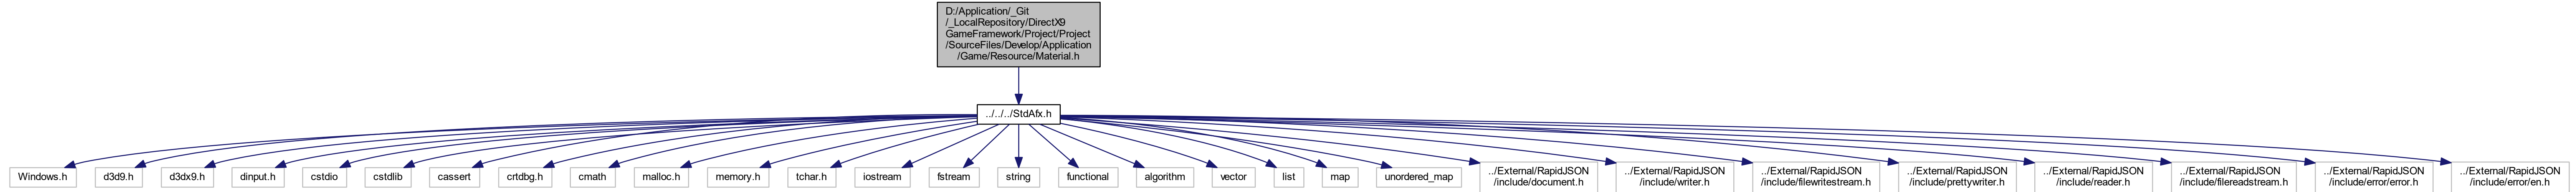 D:/Application/_Git
/_LocalRepository/DirectX9
GameFramework/Project/Project
/SourceFiles/Develop/Application
/Game/Resource/Material.h
../../../StdAfx.h
Windows.h
d3d9.h
d3dx9.h
dinput.h
cstdio
cstdlib
cassert
crtdbg.h
cmath
malloc.h
memory.h
tchar.h
iostream
fstream
string
functional
algorithm
vector
list
map
unordered_map
../External/RapidJSON
/include/document.h
../External/RapidJSON
/include/writer.h
../External/RapidJSON
/include/filewritestream.h
../External/RapidJSON
/include/prettywriter.h
../External/RapidJSON
/include/reader.h
../External/RapidJSON
/include/filereadstream.h
../External/RapidJSON
/include/error/error.h
../External/RapidJSON
/include/error/en.h